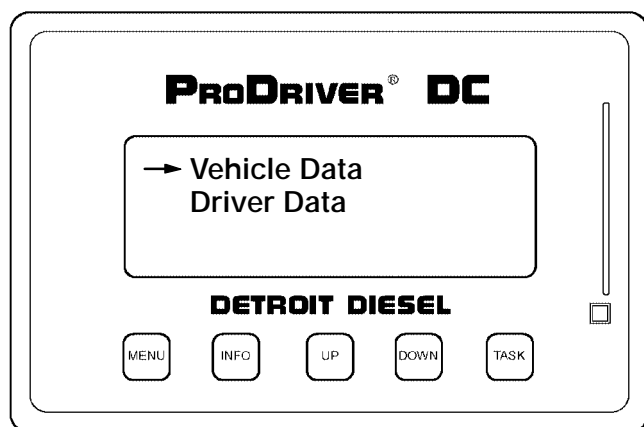 PRODRIVER® DC
→ Vehicle Data
Driver Data
DETROIT DIESEL
MENU INFO UP DOWN TASK